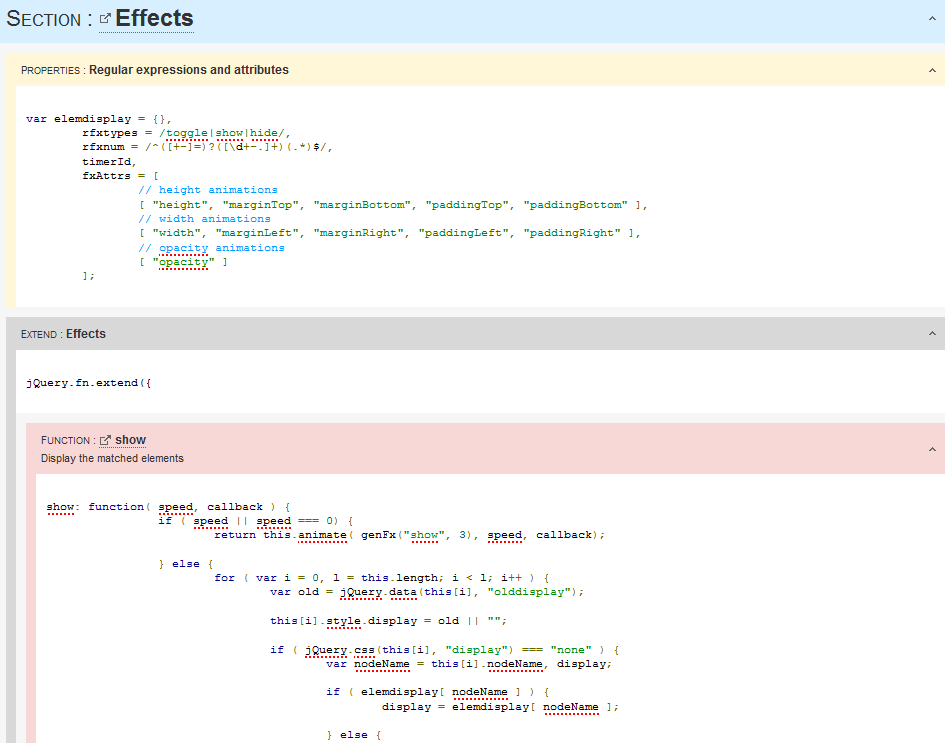 SECTION : Effects
PROPERTIES : Regular expressions and attributes
var elemdisplay = {},
rfxtypes = /toggle|show|hide/,
rfxnum = /^([+-]=)?([\d+-.]+)(.*)$/,
timerId,
fxAttrs = [
// height animations
[ "height", "marginTop", "marginBottom", "paddingTop", "paddingBottom" ],
// width animations
[ "width", "marginLeft", "marginRight", "paddingLeft", "paddingRight" ],
// opacity animations
[ "opacity" ]
];
EXTEND : Effects
jQuery.fn.extend({
FUNCTION : show
Display the matched elements
show: function( speed, callback ) {
if ( speed || speed === 0) {
return this.animate( genFx("show", 3), speed, callback);
} else {
for ( var i = 0, l = this.length; i < l; i++ ) {
var old = jQuery.data(this[i], "olddisplay");
this[i].style.display = old || "";
if ( jQuery.css(this[i], "display") === "none" ) {
var nodeName = this[i].nodeName, display;
if ( elemdisplay[ nodeName ] ) {
display = elemdisplay[ nodeName ];
} else {